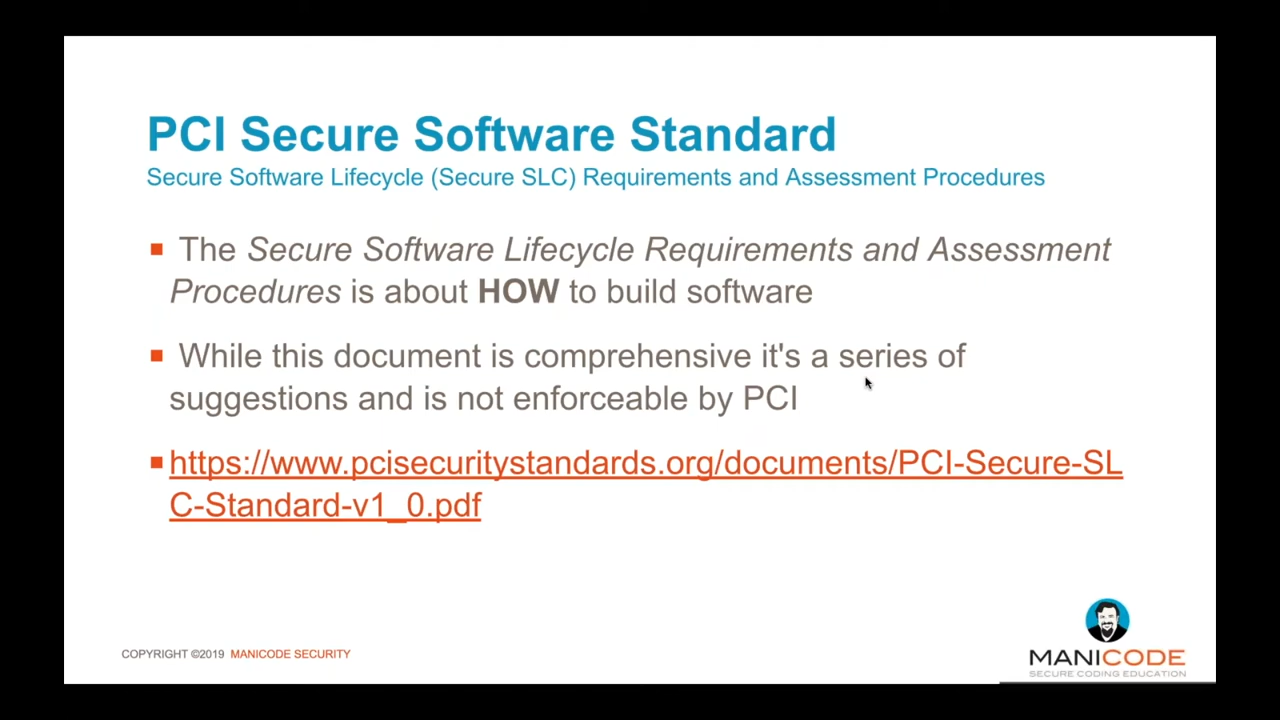 PCI Secure Software Standard
Secure Software Lifecycle (Secure SLC) Requirements and Assessment Procedures
The Secure Software Lifecycle Requirements and Assessment
Procedures is about HOW to build software
While this document is comprehensive it's a series of
suggestions and is not enforceable by PCI
https://www.pcisecuritystandards.org/documents/PCI-Secure-SL
C-Standard-v1_0.pdf
COPYRIGHT ©2019 MANICODE SECURITY
MANICODE
SECURE CODING EDUCATION